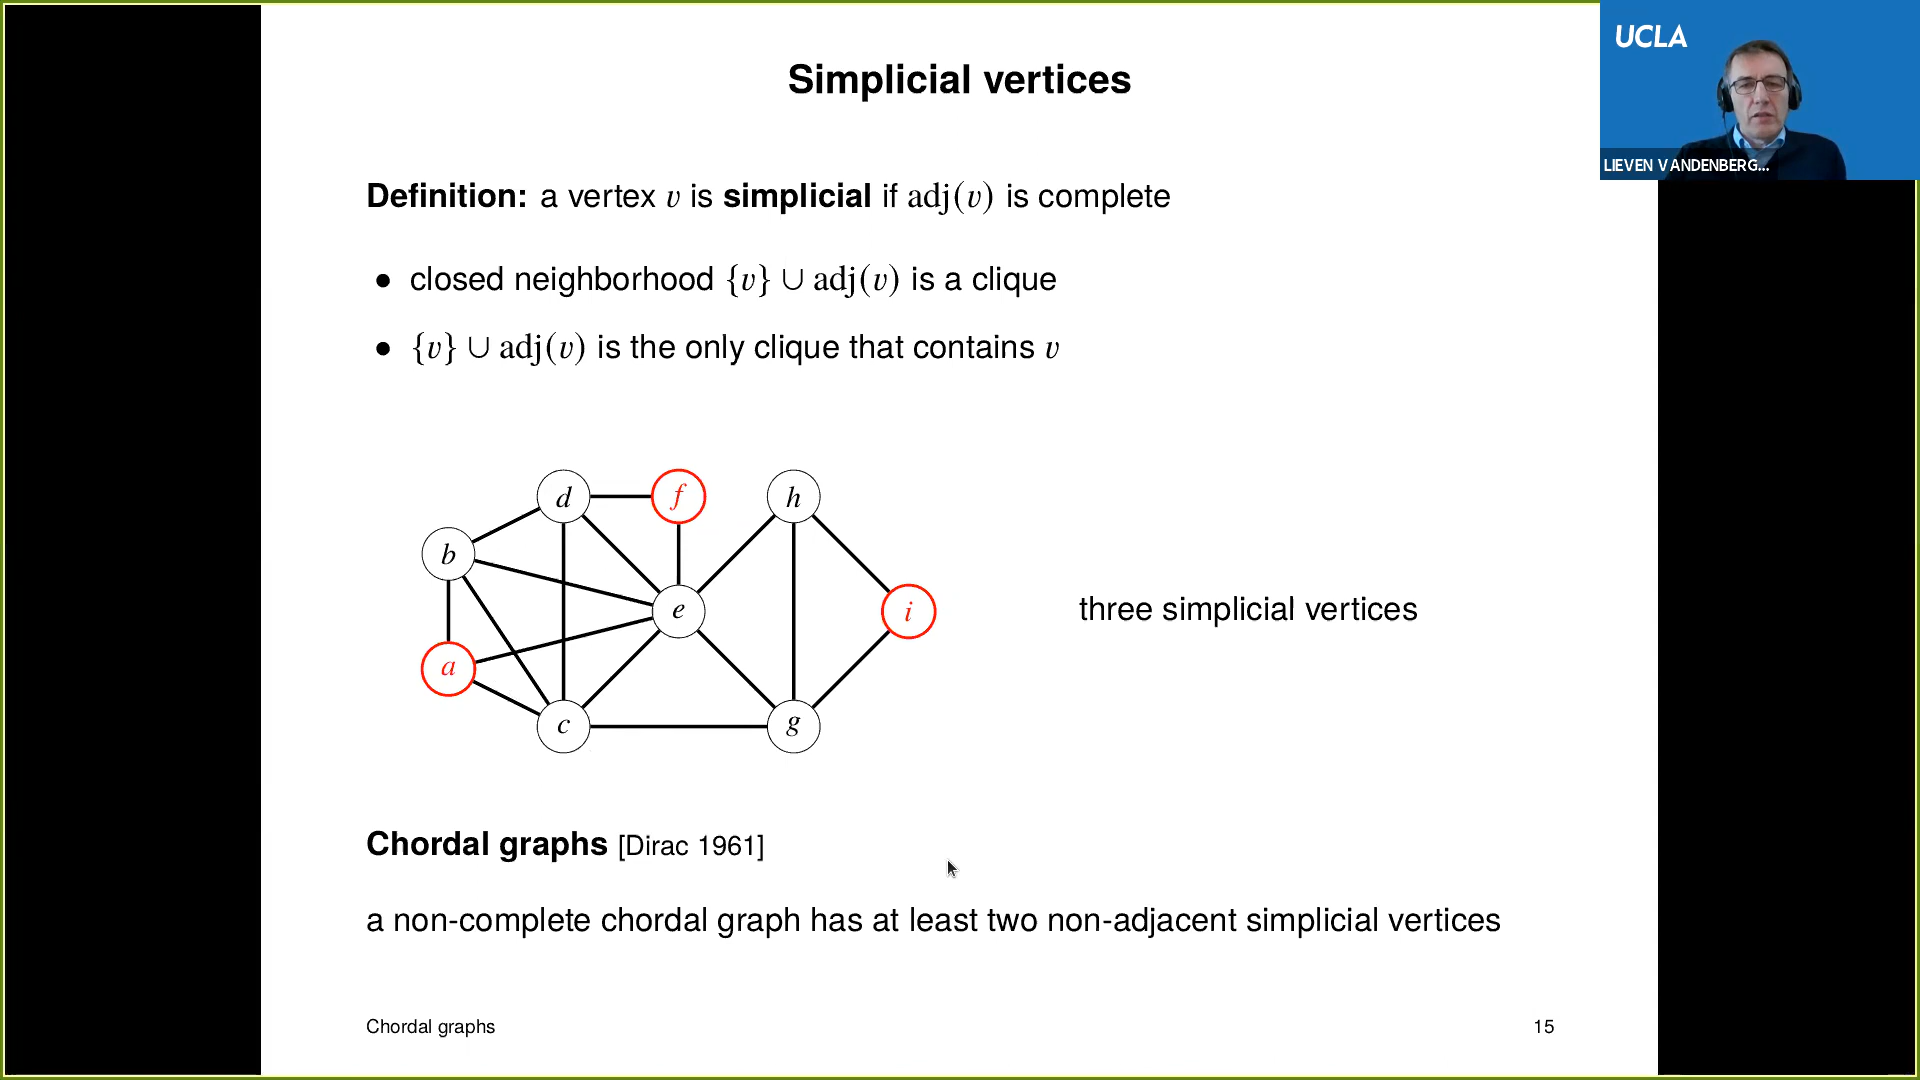 UCLA
LIEVEN VANDENBERG...
Simplicial vertices
Definition: a vertex v is simplicial if adj(v) is complete
• closed neighborhood {v} ∪ adj(v) is a clique
• {v} ∪ adj(v) is the only clique that contains v
d f h
b
e i three simplicial vertices
a
c g
Chordal graphs [Dirac 1961]
a non-complete chordal graph has at least two non-adjacent simplicial vertices
Chordal graphs 15